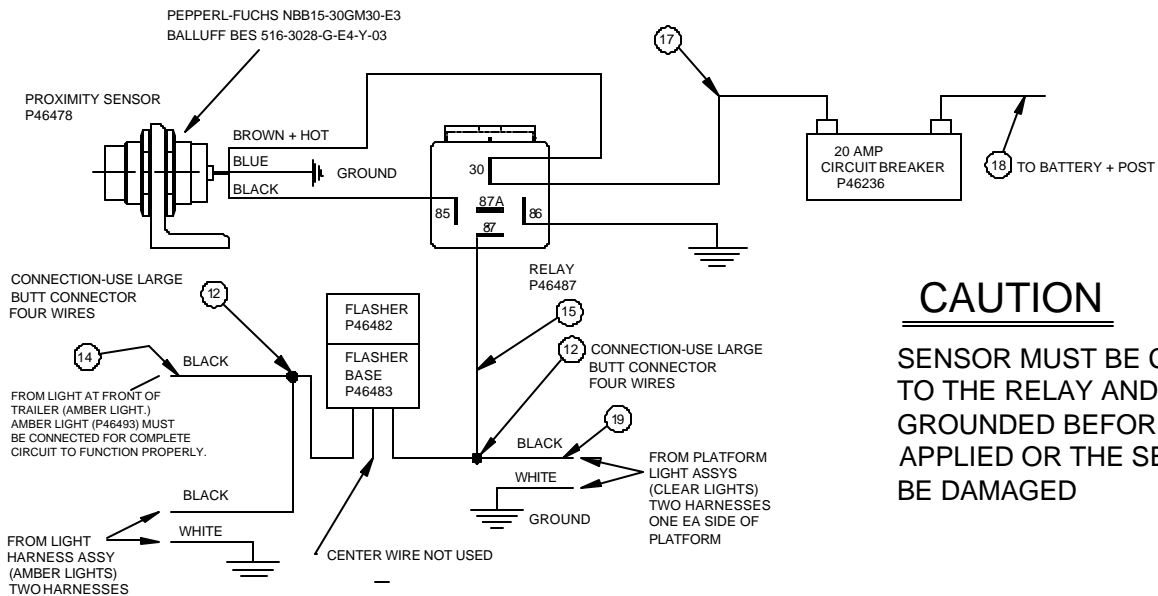 PEPPERL-FUCHS NBB15-30GM30-E3
BALLUFF BES 516-3028-G-E4-Y-03
17
PROXIMITY SENSOR
P46478
BROWN + HOT
BLUE
GROUND
BLACK
30
87A
85
86
87
20 AMP
CIRCUIT BREAKER
P46236
18 TO BATTERY + POST
RELAY
P46487
15
CONNECTION-USE LARGE
BUTT CONNECTOR
FOUR WIRES
12
FLASHER
P46482
FLASHER
BASE
P46483
12 CONNECTION-USE LARGE
BUTT CONNECTOR
FOUR WIRES
14
BLACK
FROM LIGHT AT FRONT OF
TRAILER (AMBER LIGHT.)
AMBER LIGHT (P46493) MUST
BE CONNECTED FOR COMPLETE
CIRCUIT TO FUNCTION PROPERLY.
19
BLACK
WHITE
GROUND
FROM PLATFORM
LIGHT ASSYS
(CLEAR LIGHTS)
TWO HARNESSES
ONE EA SIDE OF
PLATFORM
BLACK
WHITE
FROM LIGHT
HARNESS ASSY
(AMBER LIGHTS)
TWO HARNESSES
CENTER WIRE NOT USED
CAUTION
SENSOR MUST BE
TO THE RELAY AND
GROUNDED
APPLIED OR THE
BE DAMAGED